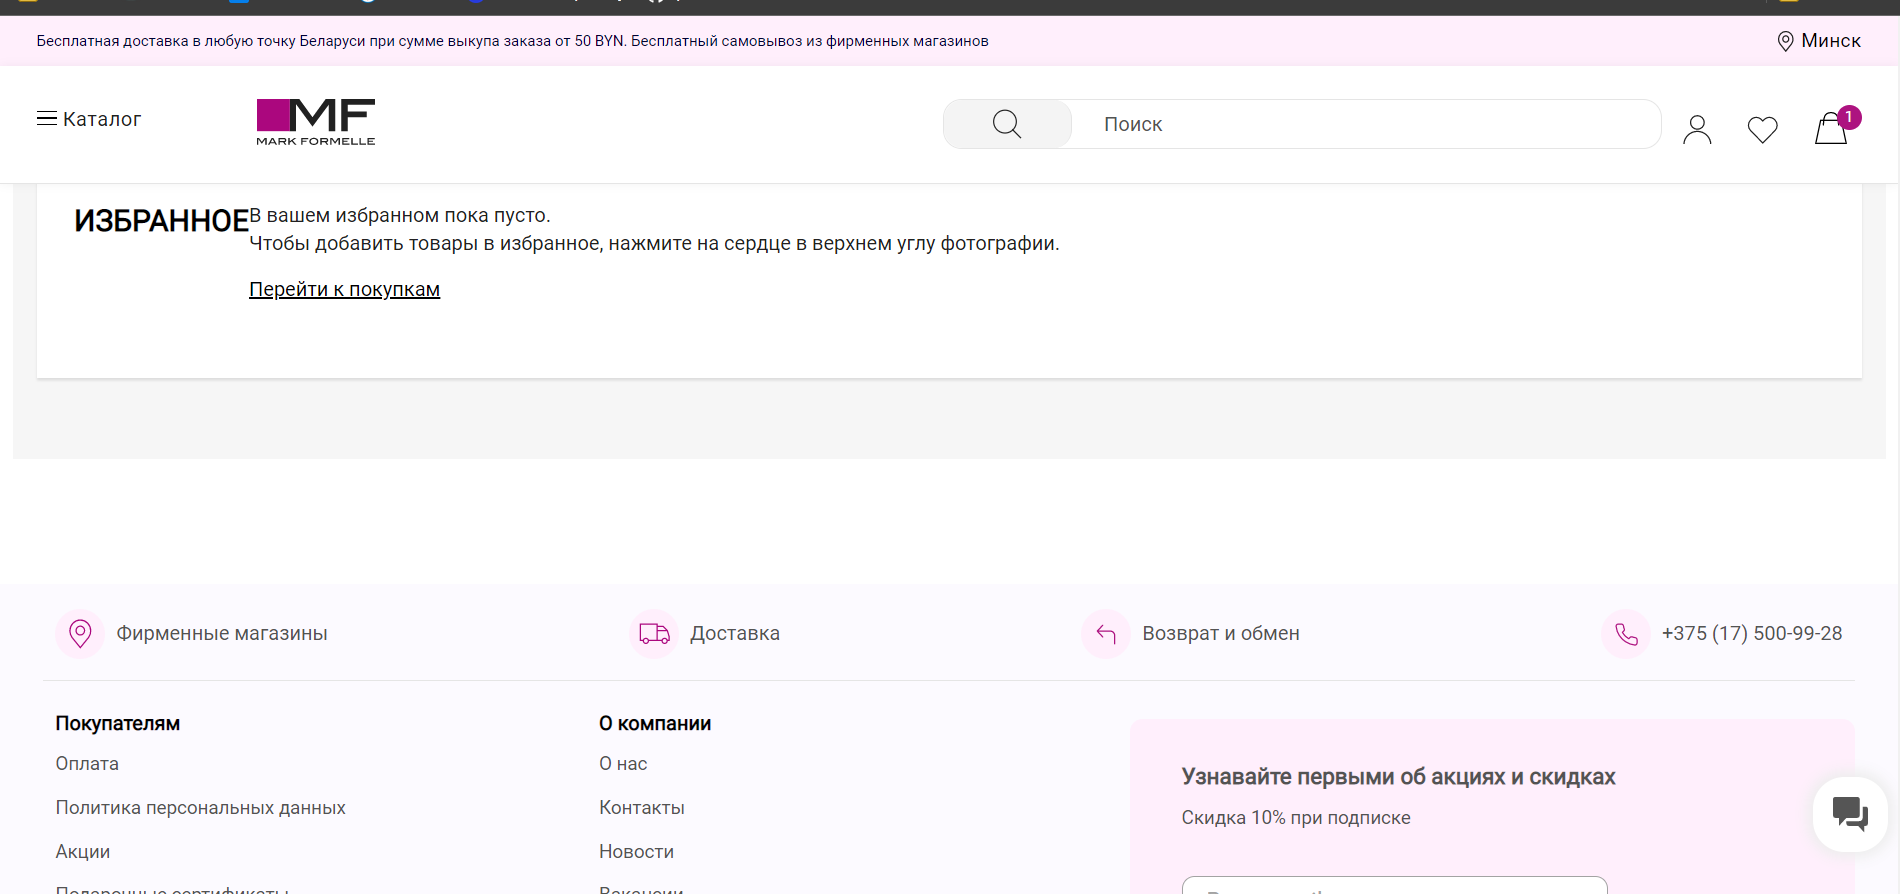 Бесплатная доставка в любую точку Беларуси при сумме выкупа заказа от 50 BYN. Бесплатный самовывоз из фирменных магазинов
Минск
Каталог
MF
MARK FORMELLE
Поиск
1
ИЗБРАННОЕ
В вашем избранном пока пусто.
Чтобы добавить товары в избранное, нажмите на сердце в верхнем углу фотографии.
Перейти к покупкам
Фирменные магазины
Доставка
Возврат и обмен
+375 (17) 500-99-28
Покупателям
Оплата
Политика персональных данных
Акции
Подарочные сертификаты
О компании
О нас
Контакты
Новости
Вакансии
Узнавайте первыми об акциях и скидках
Скидка 10% при подписке